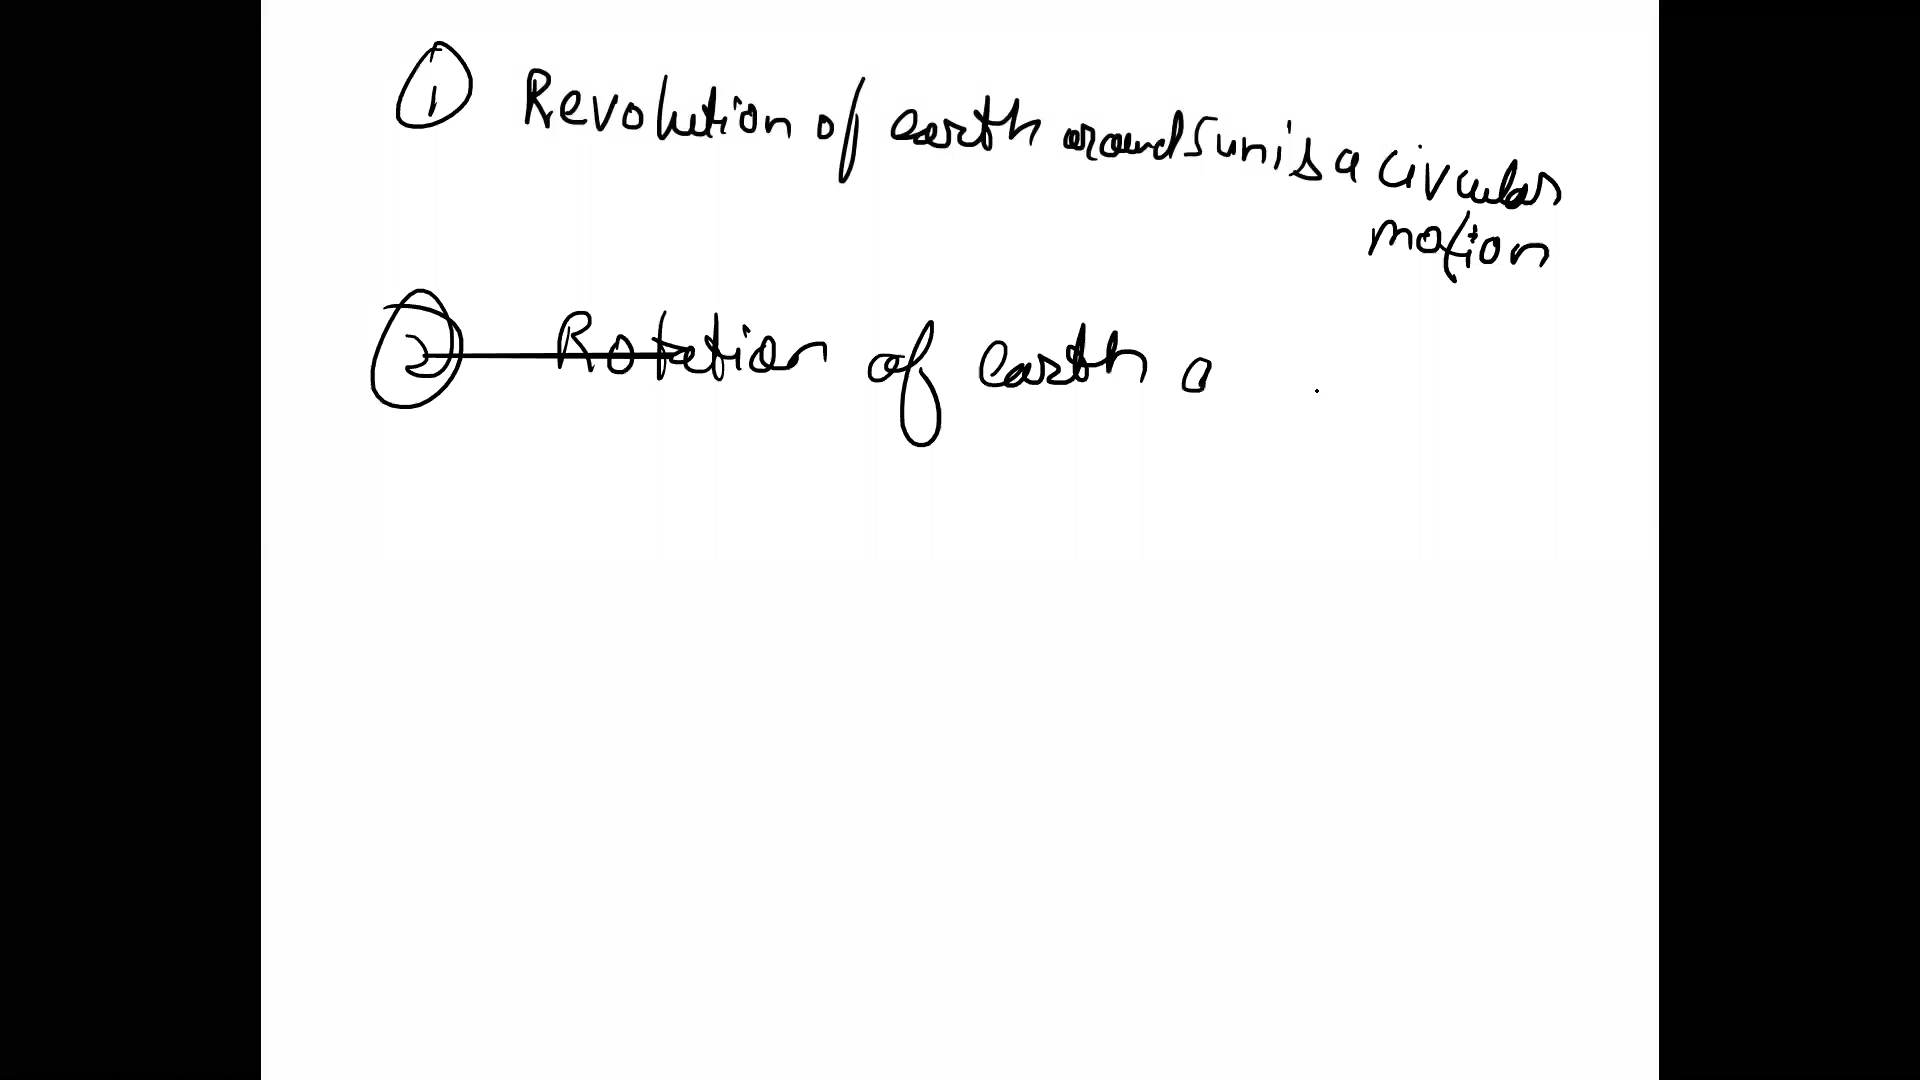 ① Revolution of earth around sun is a circular
motion
② Rotation of earth a